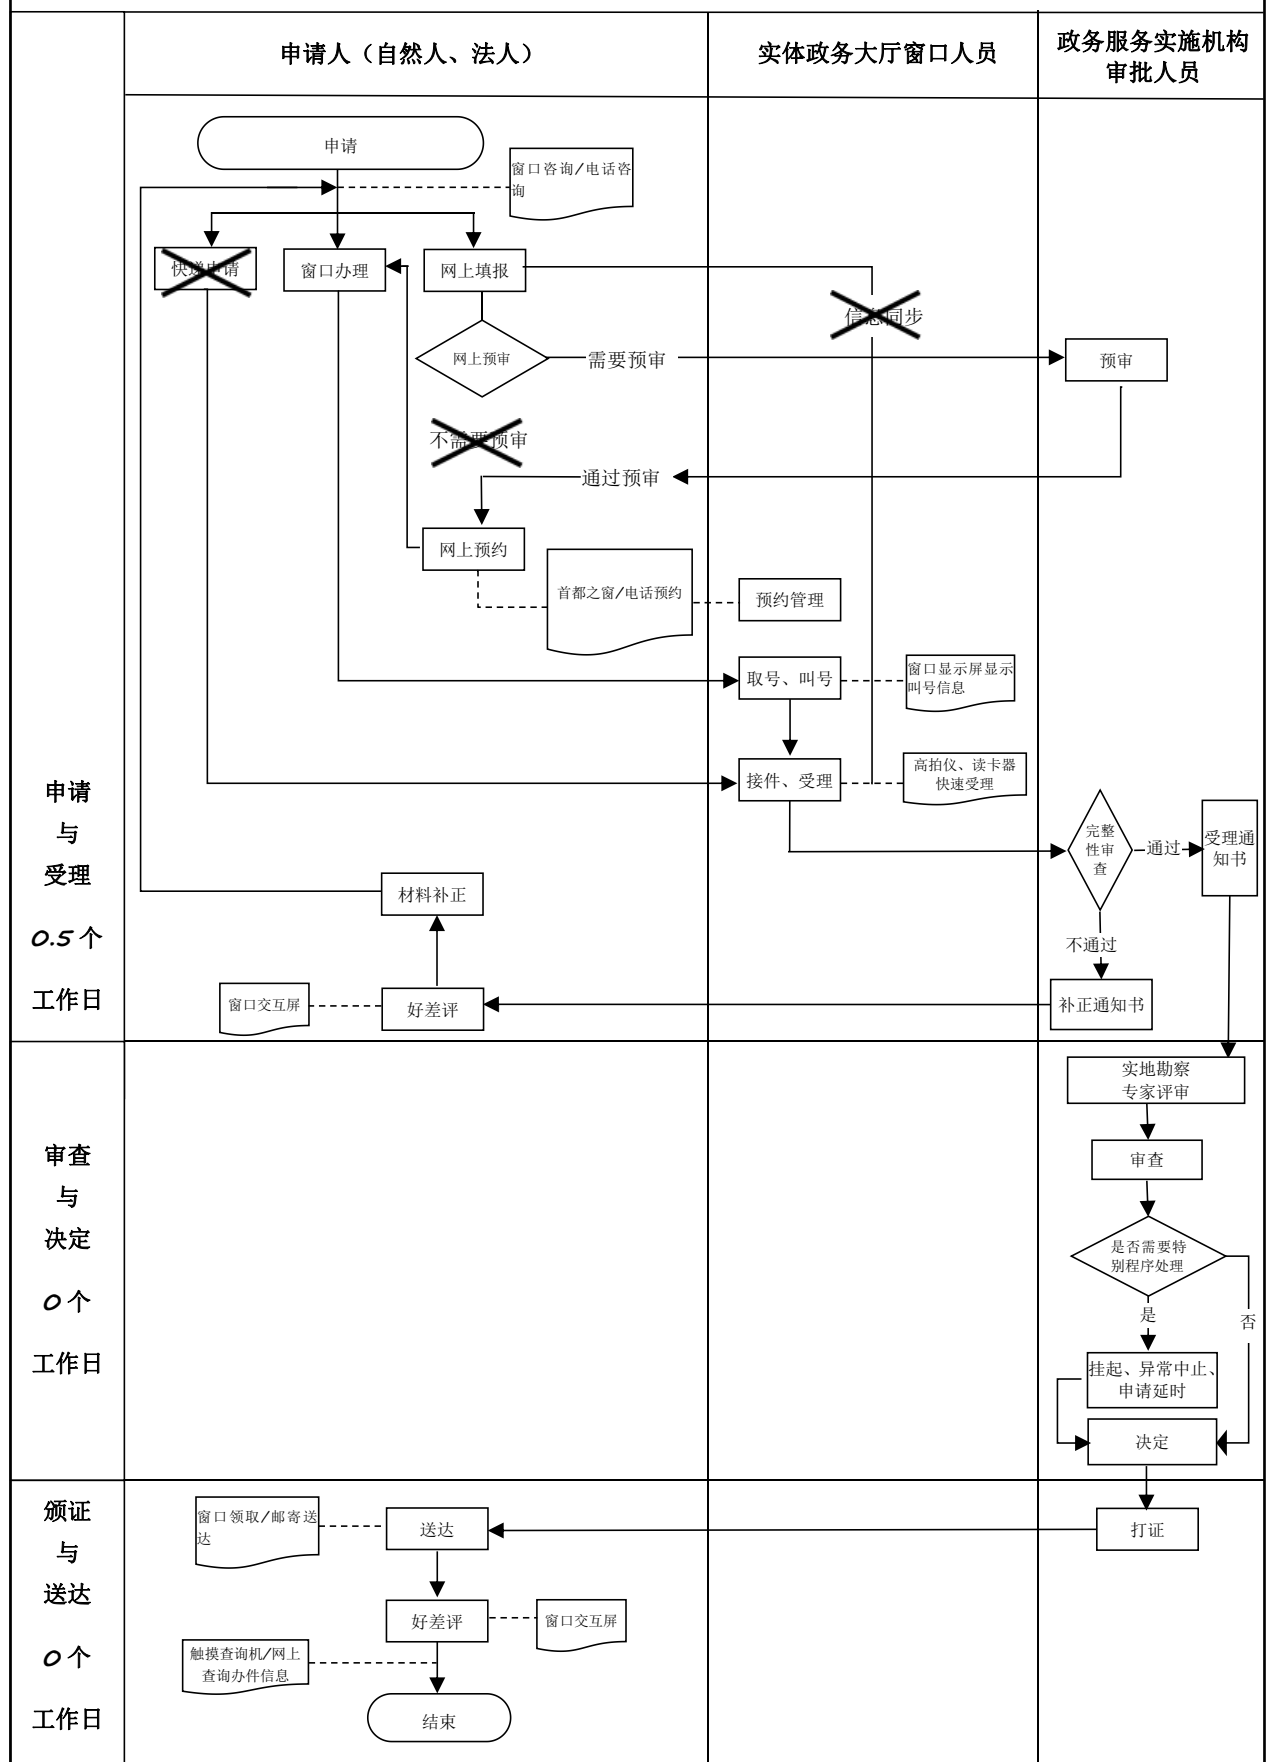 申请人（自然人、法人）
实体政务大厅窗口人员
政务服务实施机构
审批人员
申请
窗口咨询/电话咨
询
快递申请
窗口办理
网上填报
信息同步
网上预审
需要预审
预审
不需要预审
通过预审
网上预约
首都之窗/电话预约
预约管理
取号、叫号
窗口显示屏显示
叫号信息
接件、受理
高拍仪、读卡器
快速受理
申请
与
受理
0.5个
工作日
完整
性审
查
通过
受理通
知书
材料补正
不通过
窗口交互屏
好差评
补正通知书
实地勘察
专家评审
审查
与
决定
0个
工作日
审查
是否需要特
别程序处理
是
否
挂起、异常中止、
申请延时
决定
颁证
与
送达
0个
工作日
窗口领取/邮寄送
达
送达
打证
好差评
窗口交互屏
触摸查询机/网上
查询办件信息
结束